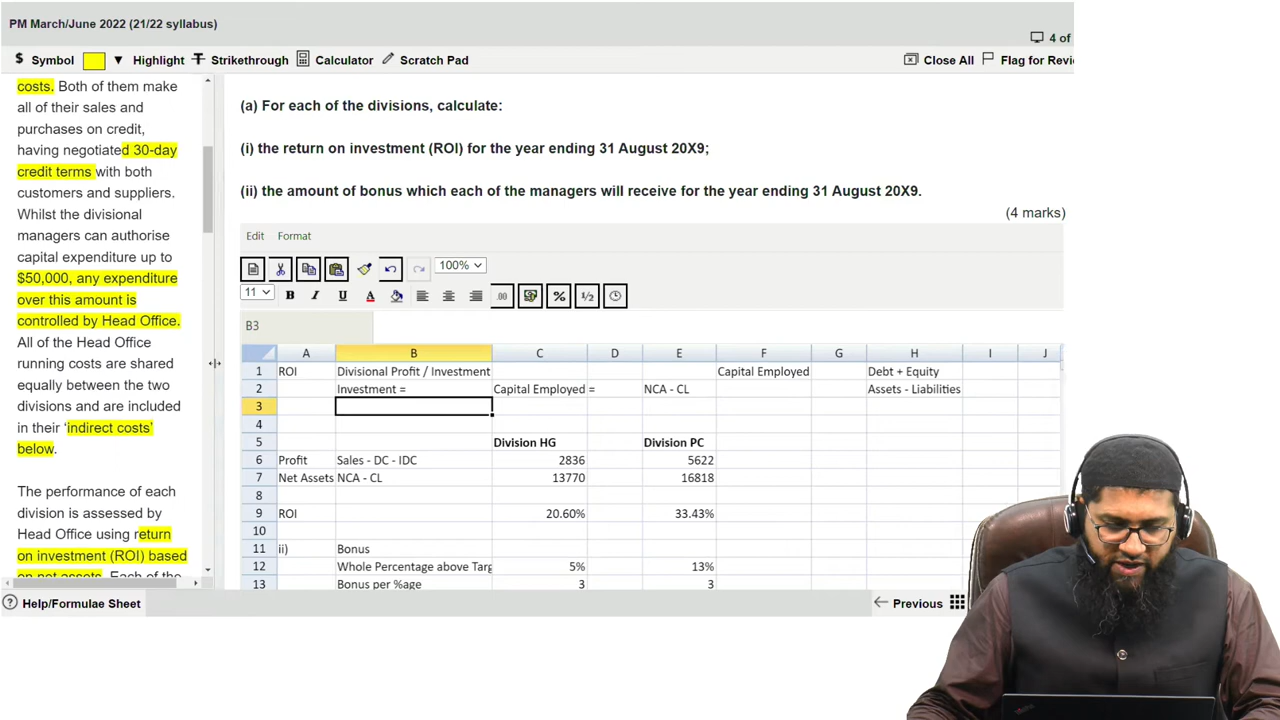 PM March/June 2022 (21/22 syllabus)
4 of
$ Symbol Highlight Strikethrough Calculator Scratch Pad Close All Flag for Revie
costs. Both of them make
all of their sales and
purchases on credit,
having negotiated 30-day
credit terms with both
customers and suppliers.
Whilst the divisional
managers can authorise
capital expenditure up to
$50,000, any expenditure
over this amount is
controlled by Head Office.
All of the Head Office
running costs are shared
equally between the two
divisions and are included
in their ‘indirect costs’
below.
The performance of each
division is assessed by
Head Office using return
on investment (ROI) based
on net assets. Each of the
(a) For each of the divisions, calculate:
(i) the return on investment (ROI) for the year ending 31 August 20X9;
(ii) the amount of bonus which each of the managers will receive for the year ending 31 August 20X9.
(4 marks)
Edit Format
100%
11 B I U A .00 % 1/2
B3
A B C D E F G H I J
1 ROI Divisional Profit / Investment Capital Employed Debt + Equity
2 Investment = Capital Employed = NCA - CL Assets - Liabilities
3
4
5 Division HG Division PC
6 Profit Sales - DC - IDC 2836 5622
7 Net Assets NCA - CL 13770 16818
8
9 ROI 20.60% 33.43%
10
11 ii) Bonus
12 Whole Percentage above Targ 5% 13%
13 Bonus per %age 3 3
Help/Formulae Sheet Previous